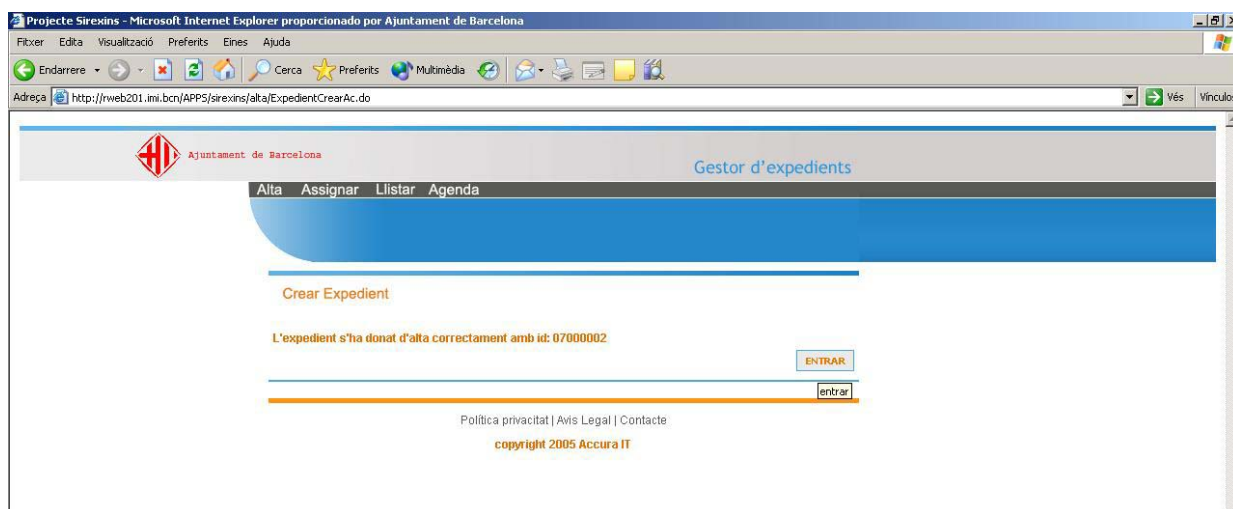 Projecte Sirexins - Microsoft Internet Explorer proporcionado por Ajuntament de Barcelona
Fitxer Edita Visualització Preferits Eines Ajuda
Endarrere Cerca Preferits Multimèdia
Adreça http://rweb201.imi.bcn/APPS/sirexins/alta/ExpedientCrearAc.do Vés Vínculos
Ajuntament de Barcelona
Gestor d'expedients
Alta Assignar Llistar Agenda
Crear Expedient
L'expedient s'ha donat d'alta correctament amb id: 07000002
ENTRAR
entrar
Política privacitat | Avis Legal | Contacte
copyright 2005 Accura IT